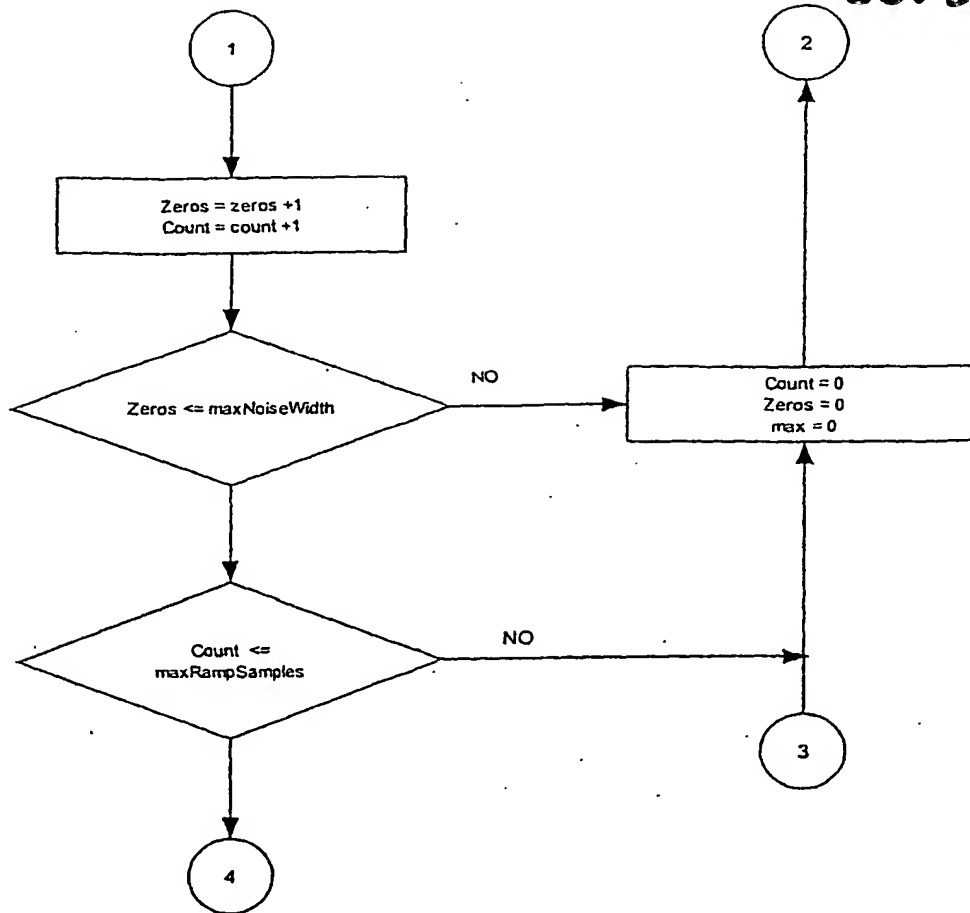 1
2
Zeros = zeros +1
Count = count +1
Zeros <= maxNoiseWidth
NO
Count = 0
Zeros = 0
max = 0
Count <=
maxRampSamples
NO
3
4